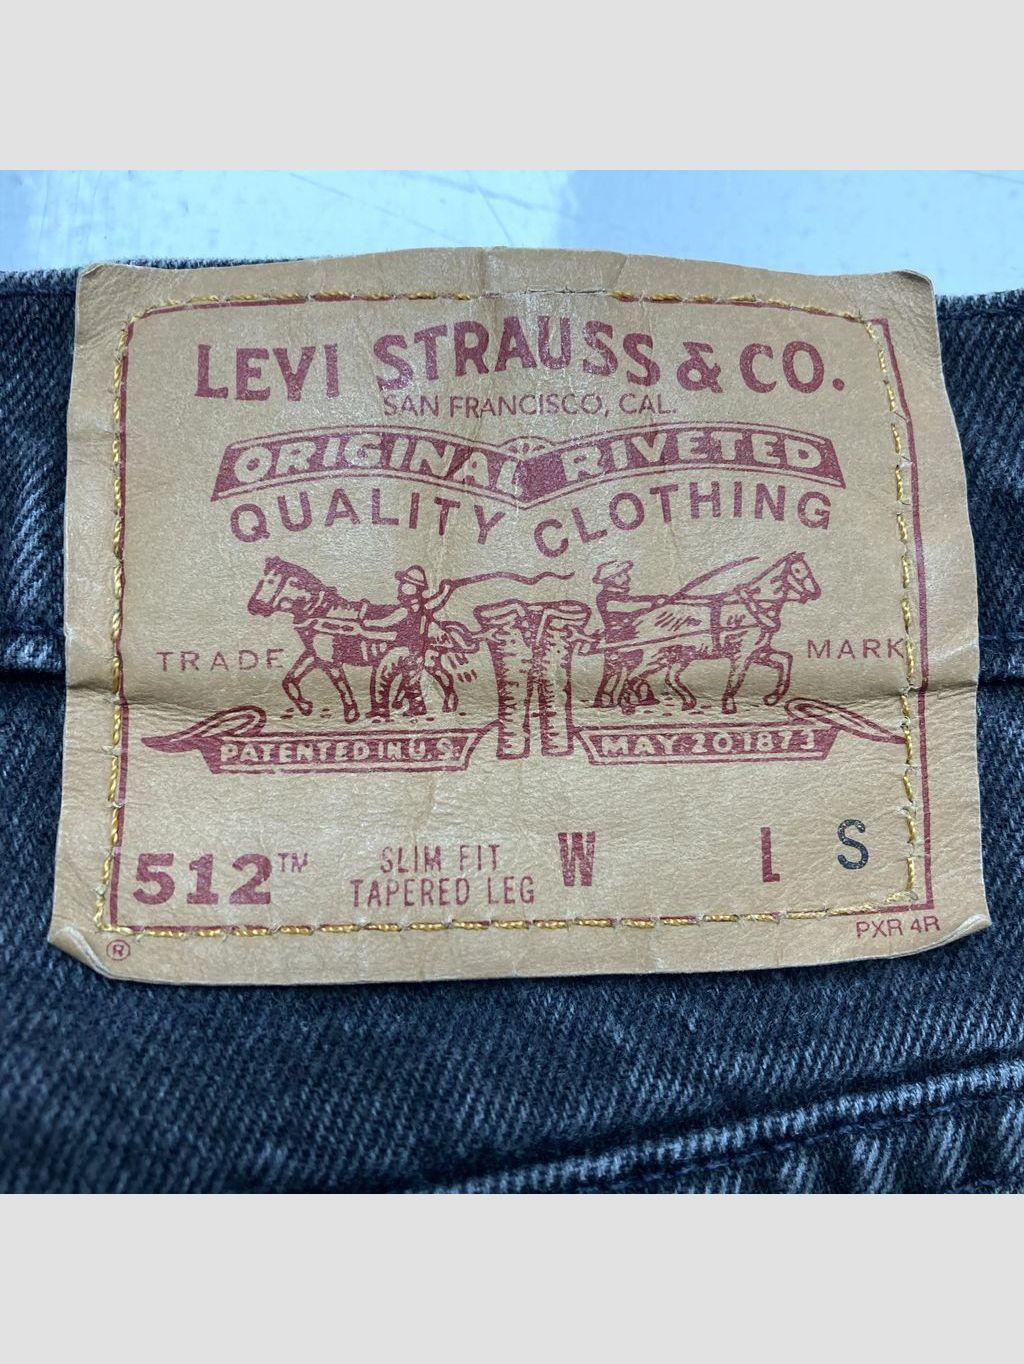 LEVI STRAUSS & CO.
SAN FRANCISCO, CAL.
ORIGINAL RIVETED
QUALITY CLOTHING
TRADE MARK
PATENTED IN U.S. MAY 20 1873
512™ SLIM FIT TAPERED LEG W L S
® PXR 4R